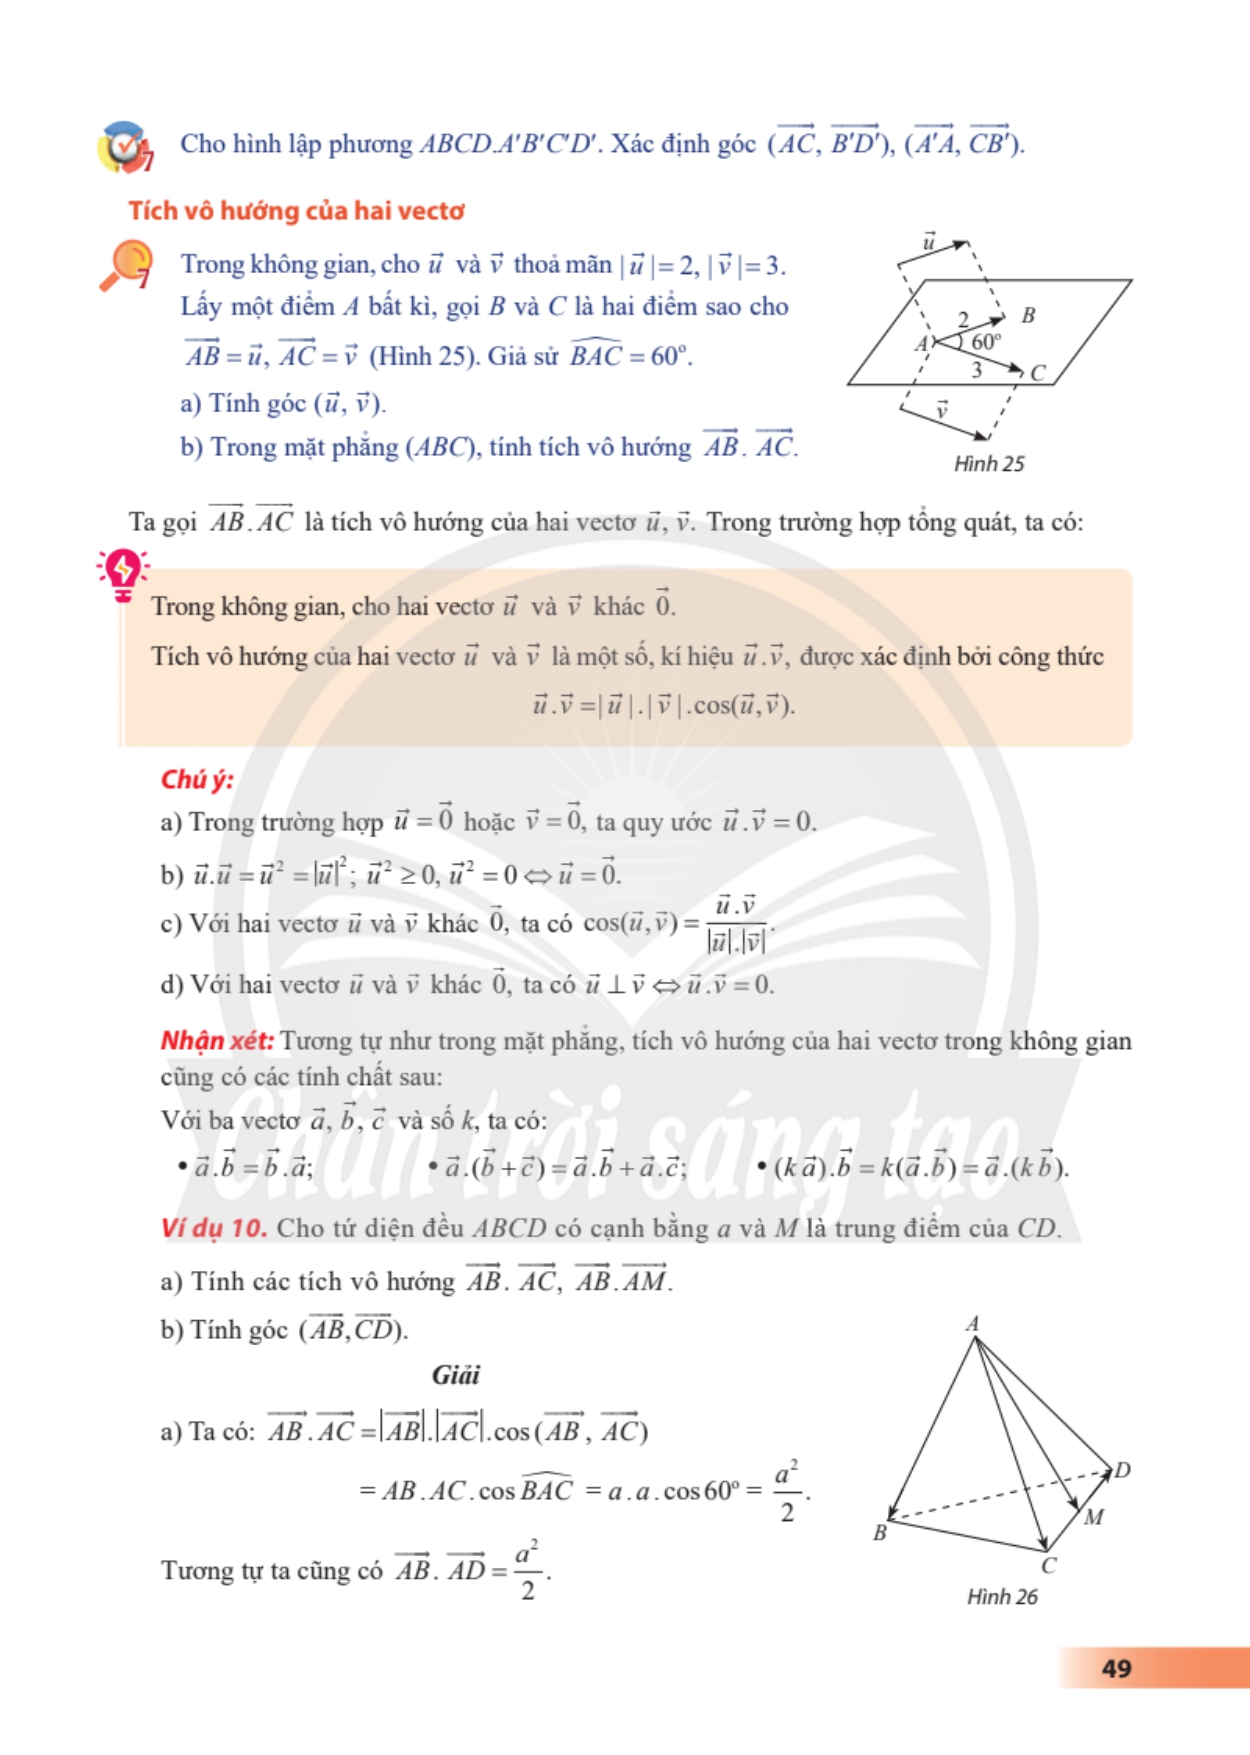 7 Cho hình lập phương ABCD.A'B'C'D'. Xác định góc (\overrightarrow{AC}, \overrightarrow{B'D'}), (\overrightarrow{A'A}, \overrightarrow{CB'}).
Tích vô hướng của hai vectơ
7 Trong không gian, cho \vec{u} và \vec{v} thoả mãn |\vec{u}|= 2, |\vec{v}|= 3.
Lấy một điểm A bất kì, gọi B và C là hai điểm sao cho
\overrightarrow{AB} = \vec{u}, \overrightarrow{AC} = \vec{v} (Hình 25). Giả sử \widehat{BAC} = 60°.
a) Tính góc (\vec{u}, \vec{v}).
b) Trong mặt phẳng (ABC), tính tích vô hướng \overrightarrow{AB}. \overrightarrow{AC}.
\vec{u}
2
B
A
60°
3
C
\vec{v}
Hình 25
Ta gọi \overrightarrow{AB}.\overrightarrow{AC} là tích vô hướng của hai vectơ \vec{u}, \vec{v}. Trong trường hợp tổng quát, ta có:
Trong không gian, cho hai vectơ \vec{u} và \vec{v} khác \vec{0}.
Tích vô hướng của hai vectơ \vec{u} và \vec{v} là một số, kí hiệu \vec{u}.\vec{v}, được xác định bởi công thức
\vec{u}.\vec{v} =|\vec{u}|.|\vec{v}|.cos(\vec{u},\vec{v}).
Chú ý:
a) Trong trường hợp \vec{u} = \vec{0} hoặc \vec{v} = \vec{0}, ta quy ước \vec{u}.\vec{v} = 0.
b) \vec{u}.\vec{u} = \vec{u}² = |\vec{u}|²; \vec{u}² ≥ 0, \vec{u}² = 0 ⇔ \vec{u} = \vec{0}.
c) Với hai vectơ \vec{u} và \vec{v} khác \vec{0}, ta có cos(\vec{u},\vec{v}) = \frac{\vec{u}.\vec{v}}{|\vec{u}|.|\vec{v}|}.
d) Với hai vectơ \vec{u} và \vec{v} khác \vec{0}, ta có \vec{u} ⊥ \vec{v} ⇔ \vec{u}.\vec{v} = 0.
Nhận xét: Tương tự như trong mặt phẳng, tích vô hướng của hai vectơ trong không gian
cũng có các tính chất sau:
Với ba vectơ \vec{a}, \vec{b}, \vec{c} và số k, ta có:
• \vec{a}.\vec{b} = \vec{b}.\vec{a}; • \vec{a}.(\vec{b} + \vec{c}) = \vec{a}.\vec{b} + \vec{a}.\vec{c}; • (k\vec{a}).\vec{b} = k(\vec{a}.\vec{b}) = \vec{a}.(k\vec{b}).
Chân trời sáng tạo
Ví dụ 10. Cho tứ diện đều ABCD có cạnh bằng a và M là trung điểm của CD.
a) Tính các tích vô hướng \overrightarrow{AB}. \overrightarrow{AC}, \overrightarrow{AB}.\overrightarrow{AM}.
b) Tính góc (\overrightarrow{AB},\overrightarrow{CD}).
Giải
a) Ta có: \overrightarrow{AB}.\overrightarrow{AC} = |\overrightarrow{AB}|.|\overrightarrow{AC}|.cos(\overrightarrow{AB}, \overrightarrow{AC})
= AB.AC.cos\widehat{BAC} = a.a.cos60° = \frac{a²}{2}.
Tương tự ta cũng có \overrightarrow{AB}. \overrightarrow{AD} = \frac{a²}{2}.
A
D
M
B
C
Hình 26
49